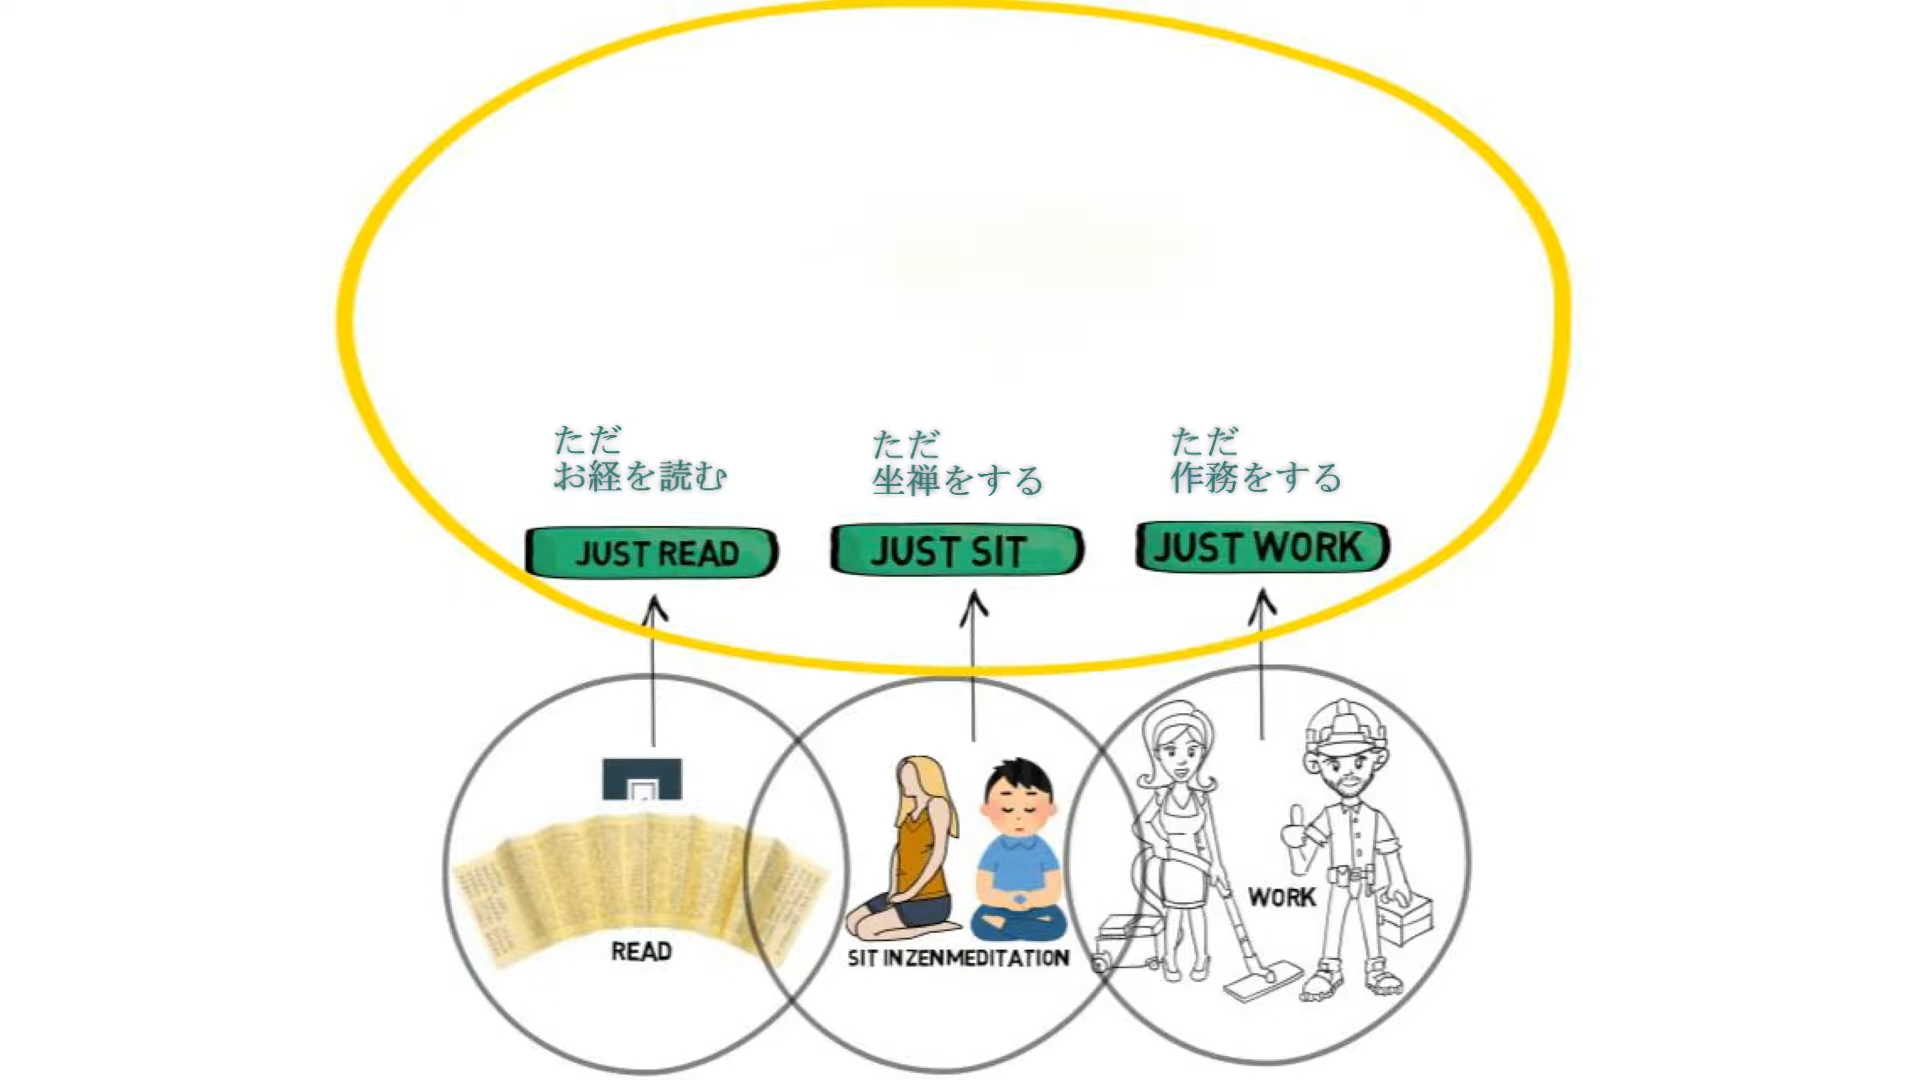 ただ
お経を読む
ただ
坐禅をする
ただ
作務をする
JUST READ
JUST SIT
JUST WORK
READ
SIT IN ZEN MEDITATION
WORK